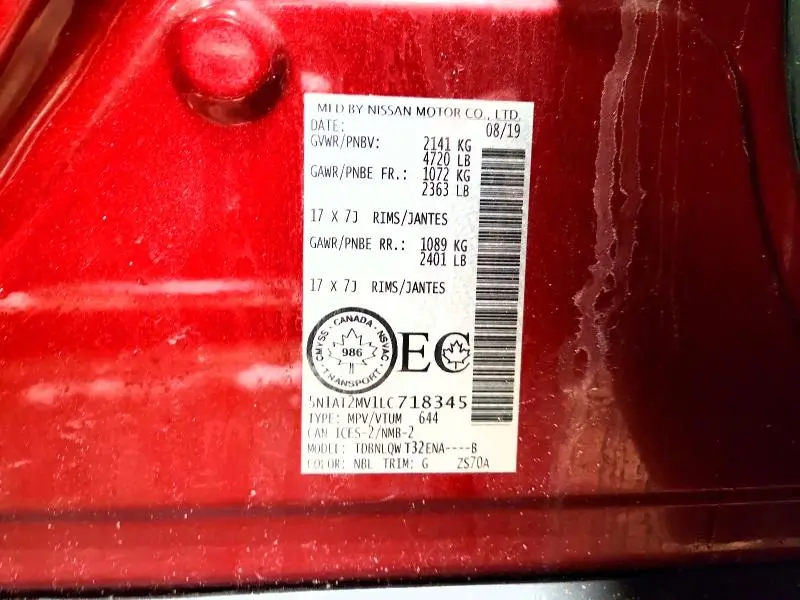 MFD BY NISSAN MOTOR CO., LTD.
DATE: 08/19
GVWR/PNBV: 2141 KG
4720 LB
GAWR/PNBE FR.: 1072 KG
2363 LB
17 X 7J RIMS/JANTES
GAWR/PNBE RR.: 1089 KG
2401 LB
17 X 7J RIMS/JANTES
CANADA
CMVSS NSVAC
986
TRANSPORT
EC
5N1AT2MV1LC718345
TYPE: MPV/VTUM 644
CAN ICES-2/NMB-2
MODEL: TDBNLQW T32ENA----B
COLOR: NBL TRIM: G ZS70A